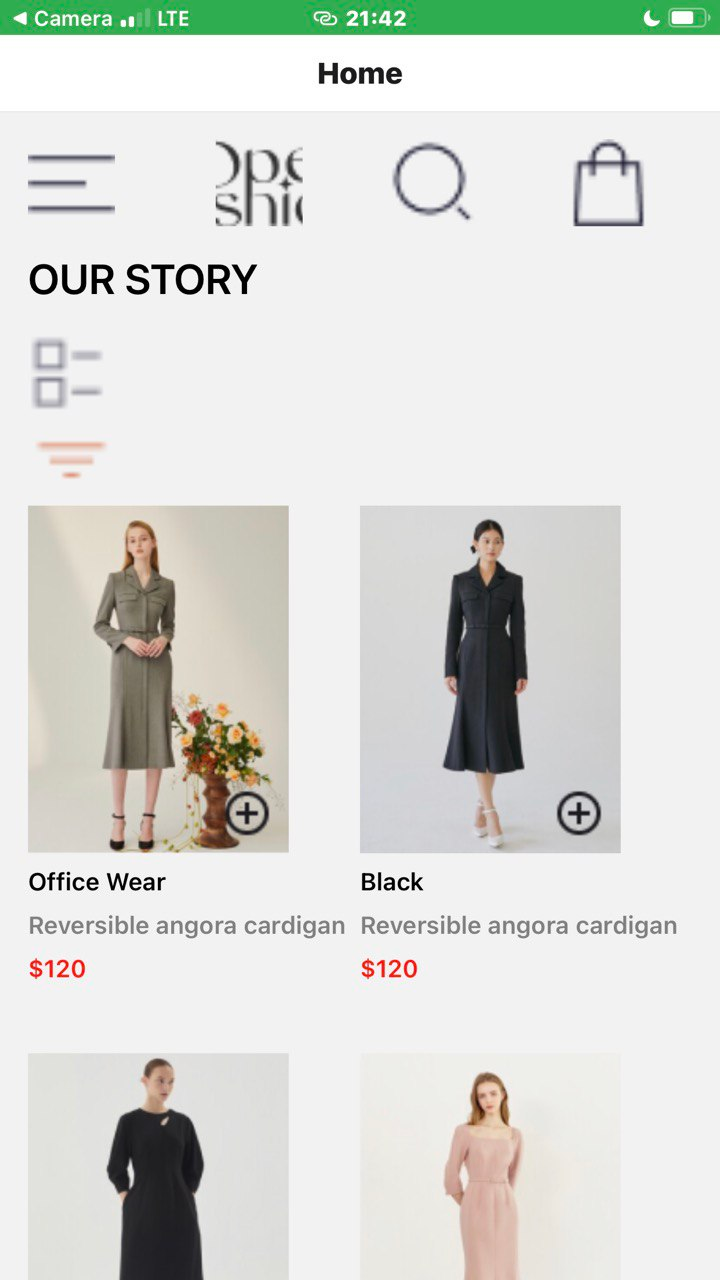 Camera LTE 21:42
Home
Ope
shi
OUR STORY
Office Wear Black
Reversible angora cardigan Reversible angora cardigan
$120 $120